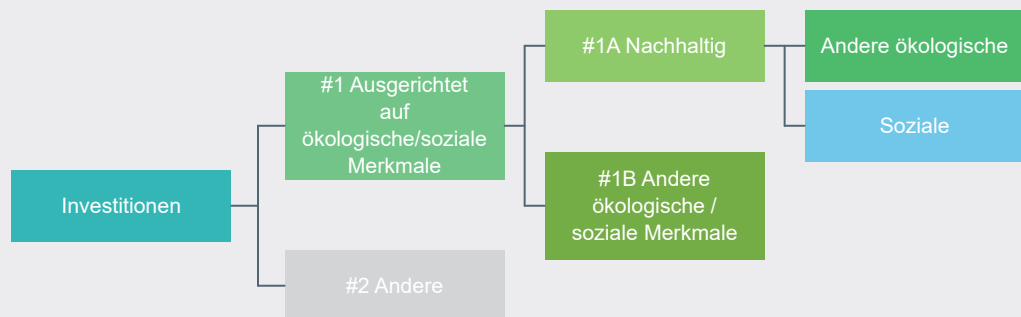 Investitionen
#1 Ausgerichtet
auf
ökologische/soziale
Merkmale
#2 Andere
#1A Nachhaltig
#1B Andere
ökologische /
soziale Merkmale
Andere ökologische
Soziale